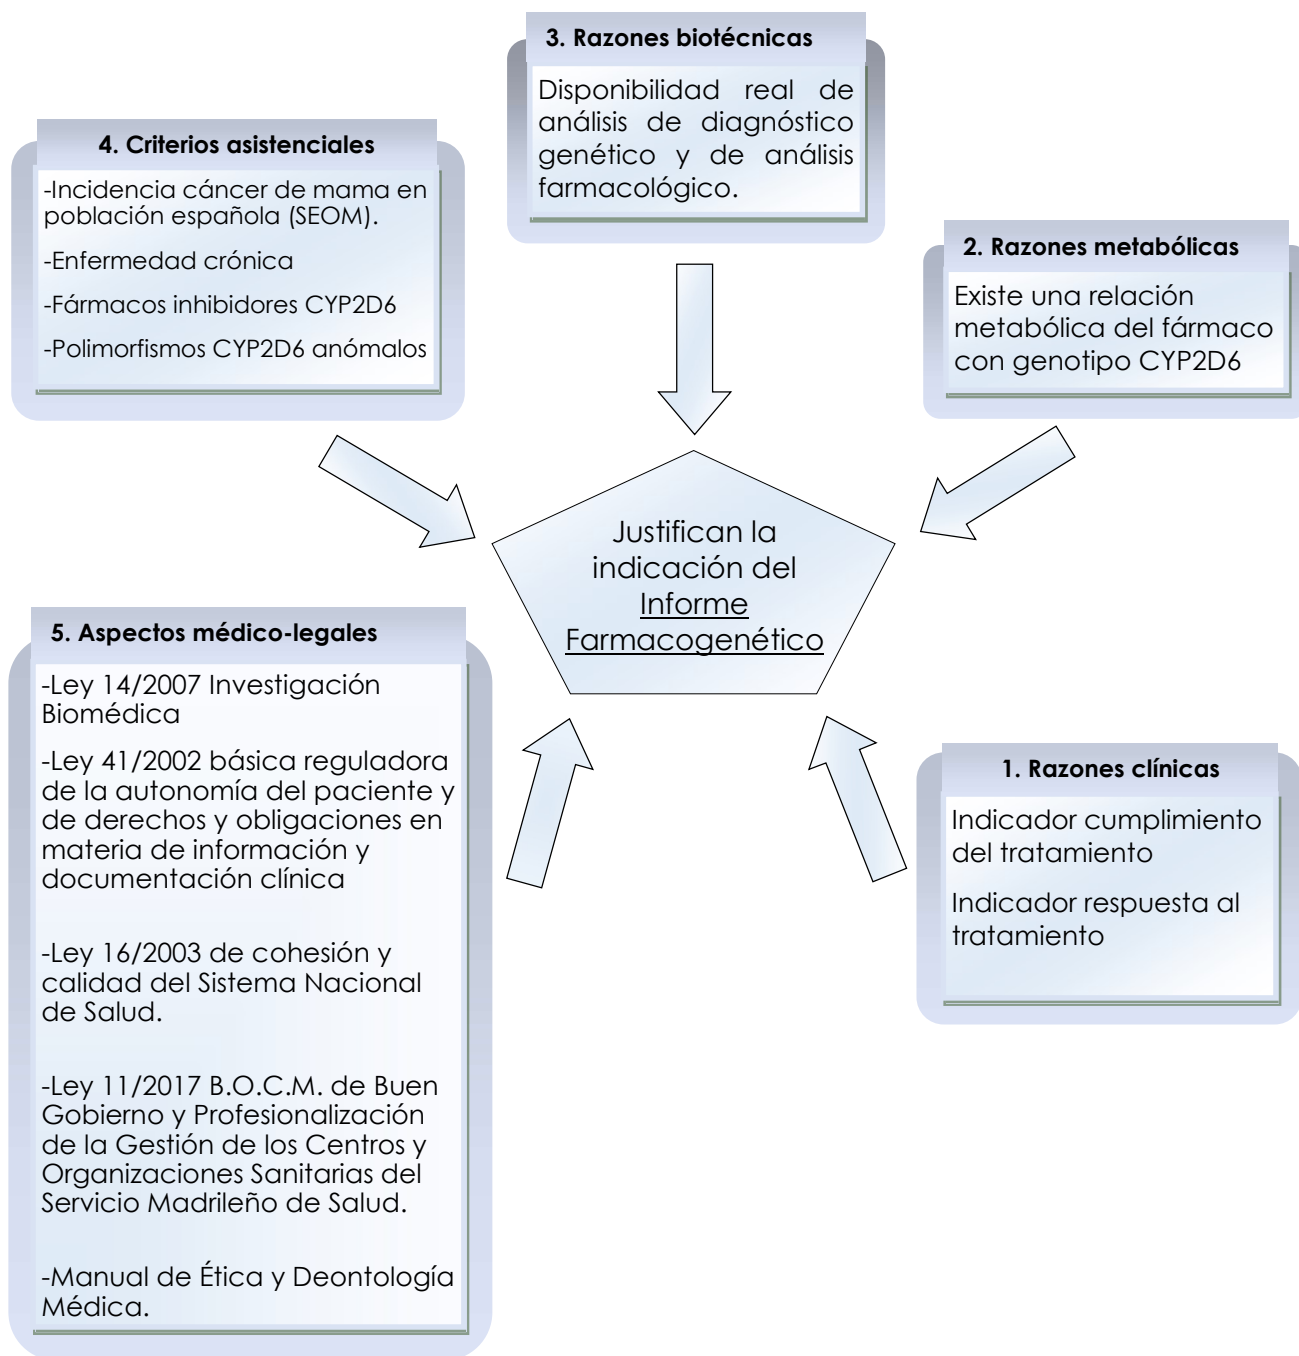 3. Razones biotécnicas
Disponibilidad real de
análisis de diagnóstico
genético y de análisis
farmacológico.
4. Criterios asistenciales
-Incidencia cáncer de mama en
población española (SEOM).
-Enfermedad crónica
-Fármacos inhibidores CYP2D6
-Polimorfismos CYP2D6 anómalos
2. Razones metabólicas
Existe una relación
metabólica del fármaco
con genotipo CYP2D6
Justifican la
indicación del
Informe
Farmacogenético
5. Aspectos médico-legales
-Ley 14/2007 Investigación
Biomédica
-Ley 41/2002 básica reguladora
de la autonomía del paciente y
de derechos y obligaciones en
materia de información y
documentación clínica
-Ley 16/2003 de cohesión y
calidad del Sistema Nacional
de Salud.
-Ley 11/2017 B.O.C.M. de Buen
Gobierno y Profesionalización
de la Gestión de los Centros y
Organizaciones Sanitarias del
Servicio Madrileño de Salud.
-Manual de Ética y Deontología
Médica.
1. Razones clínicas
Indicador cumplimiento
del tratamiento
Indicador respuesta al
tratamiento